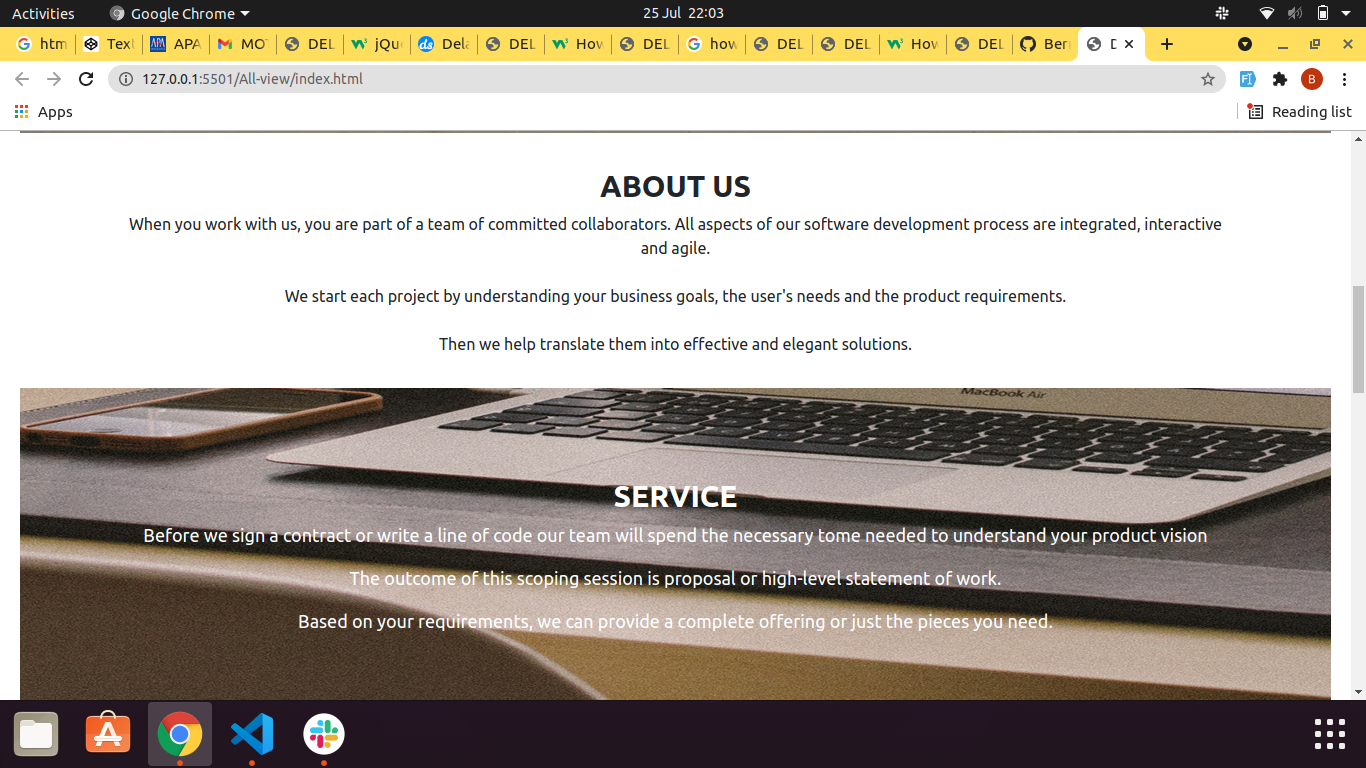 Activities Google Chrome 25 Jul 22:03
htm Text APA MO DEL jQu Dela DEL How DEL how DEL DEL How DEL Ber D
127.0.0.1:5501/All-view/index.html B
Apps Reading list
ABOUT US
When you work with us, you are part of a team of committed collaborators. All aspects of our software development process are integrated, interactive
and agile.
We start each project by understanding your business goals, the user's needs and the product requirements.
Then we help translate them into effective and elegant solutions.
MacBook Air
SERVICE
Before we sign a contract or write a line of code our team will spend the necessary tome needed to understand your product vision
The outcome of this scoping session is proposal or high-level statement of work.
Based on your requirements, we can provide a complete offering or just the pieces you need.